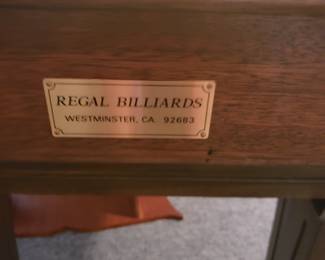 REGAL BILLIARDS
WESTMINSTER, CA 92683